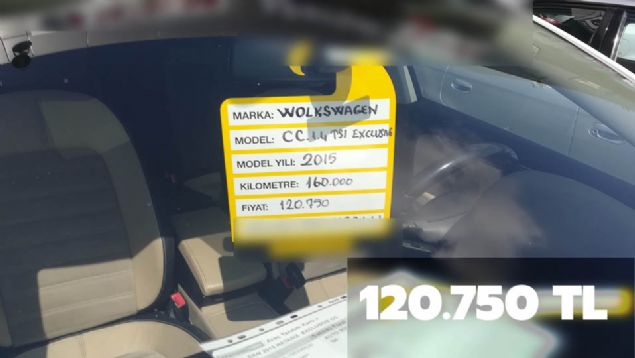 MARKA: WOLKSWAGEN
MODEL: CC 1.4 TSI EXCLUSIVE
MODEL YILI: 2015
KİLOMETRE: 160.000
FİYAT: 120.750
120.750 TL